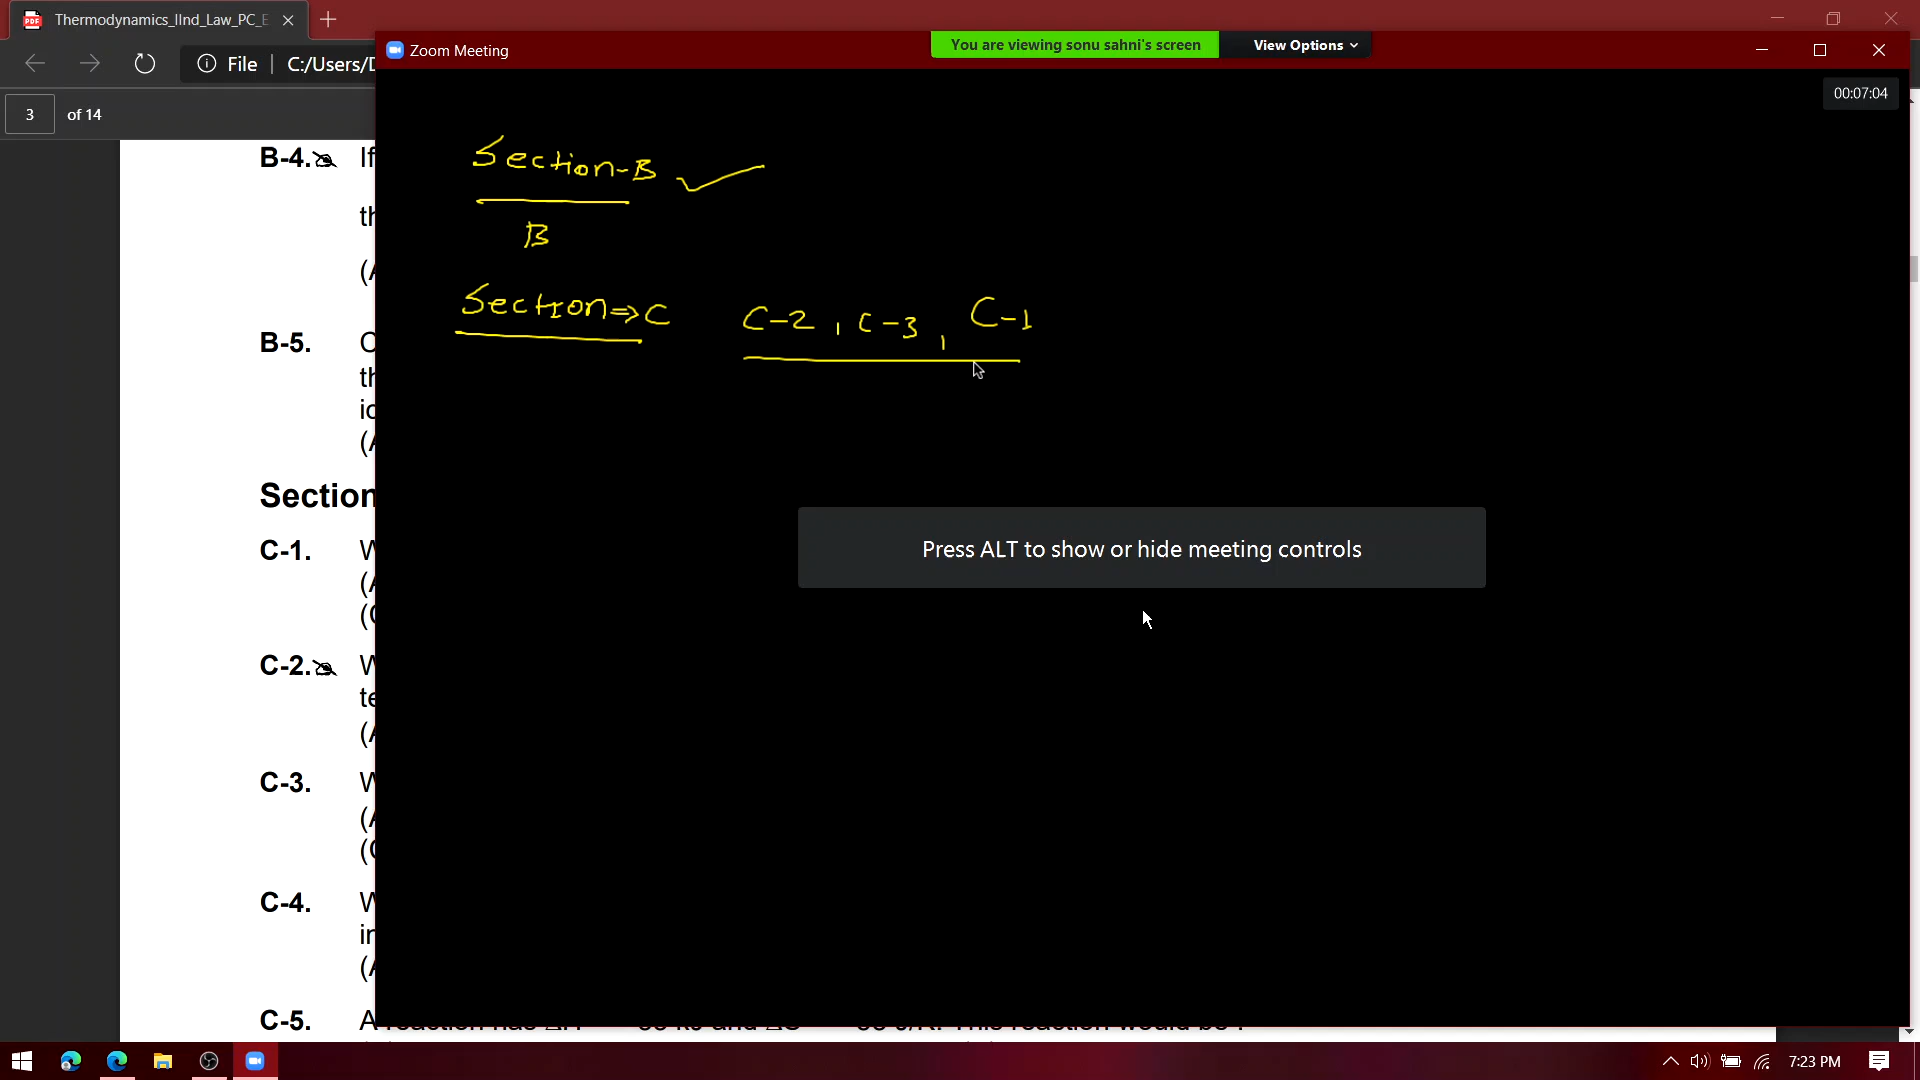 Thermodynamics_IInd_Law_PC_E
File
C:/Users/D
Zoom Meeting
You are viewing sonu sahni's screen
View Options
3 of 14
00:07:04
B-4. If
th
(A
B-5.
th
(A
Section-B
B
Section⇒C C-2, C-3, C-1
Section
C-1. W
(A
C-2. W
te
(A
C-3. W
(A
C-4. W
in
(A
C-5.
Press ALT to show or hide meeting controls
7:23 PM